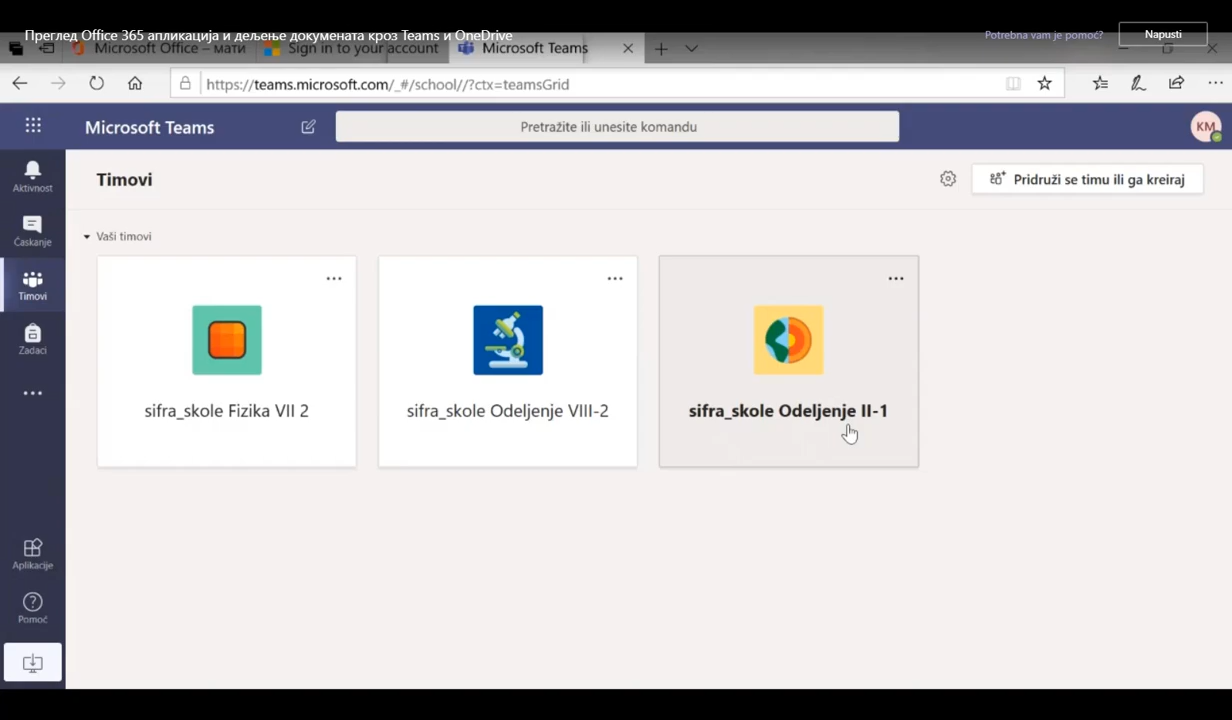 Преглед Office 365 апликација и дељење докумената кроз Teams и OneDrive
Potrebna vam je pomoć?
Napusti
Microsoft Office – мати
Sign in to your account
Microsoft Teams
https://teams.microsoft.com/_#/school//?ctx=teamsGrid
Microsoft Teams
Pretražite ili unesite komandu
KM
Aktivnost
Ćaskanje
Timovi
Zadaci
Aplikacije
Pomoć
Timovi
Pridruži se timu ili ga kreiraj
Vaši timovi
sifra_skole Fizika VII 2
sifra_skole Odeljenje VIII-2
sifra_skole Odeljenje II-1